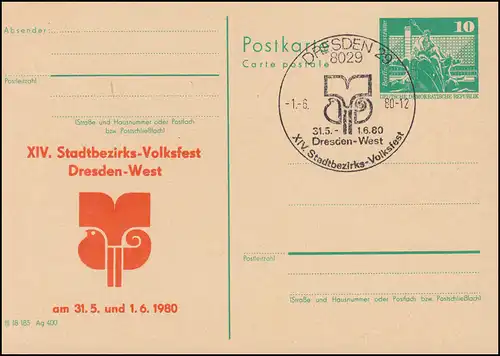 Absender:
Postleitzahl
(Straße und Hausnummer oder Postfach
bzw. Postschließfach)
XIV. Stadtbezirks-Volksfest
Dresden-West
am 31. 5. und 1. 6. 1980
III 18 185 Ag 400
Postkarte
Carte postale
DRESDEN 29
8029
-1.-6.
80-12
31.5. - 1.6.80
Dresden-West
XIV. Stadtbezirks-Volksfest
10
DEUTSCHE DEMOKRATISCHE REPUBLIK
Postleitzahl
(Straße und Hausnummer oder Postfach bzw. Postschließfach)